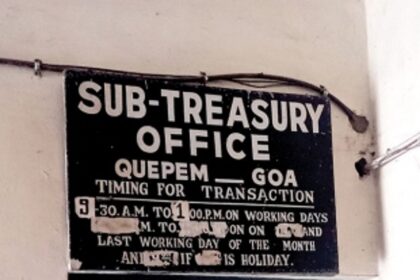 SUB-TREASURY
OFFICE
QUEPEM — GOA
TIMING FOR TRANSACTION
9-30. A.M. TO 1 00.P.M. ON WORKING DAYS
.M. TO ON AND
LAST WORKING DAY OF THE MONTH
IF IS HOLIDAY.